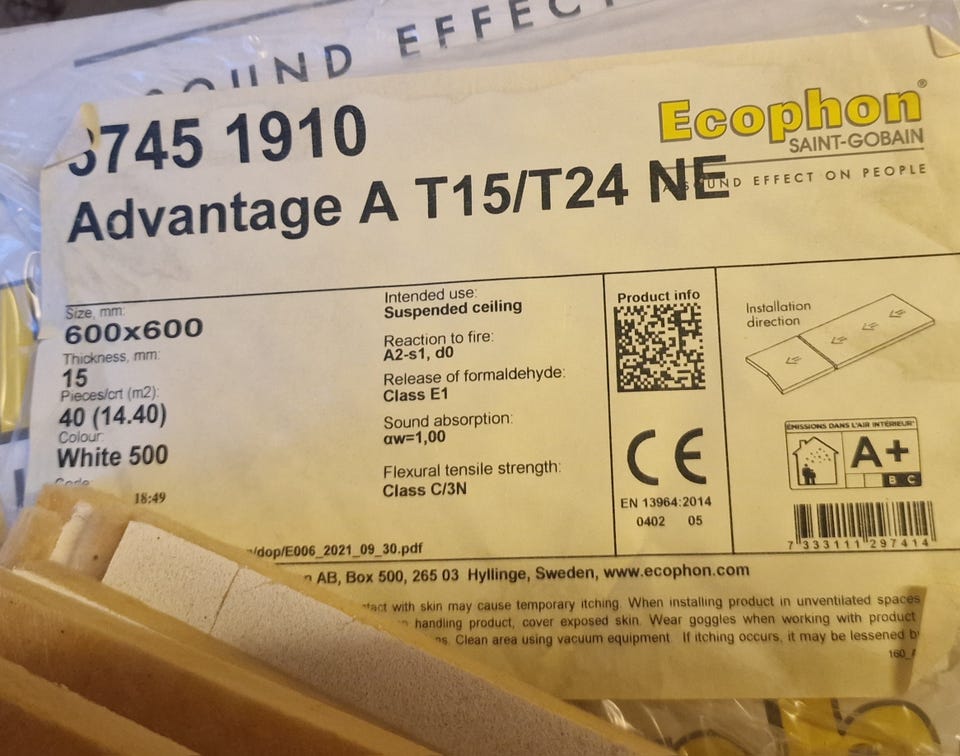 SOUND EFFEC
3745 1910
Ecophon®
SAINT-GOBAIN
A SOUND EFFECT ON PEOPLE
Advantage A T15/T24 NE
Size, mm:
600x600
Thickness, mm:
15
Pieces/crt (m2):
40 (14.40)
Colour:
White 500
Code:
18:49
Intended use:
Suspended ceiling
Reaction to fire:
A2-s1, d0
Release of formaldehyde:
Class E1
Sound absorption:
αw=1,00
Flexural tensile strength:
Class C/3N
Product info
CE
EN 13964:2014
0402 05
Installation
direction
ÉMISSIONS DANS L'AIR INTÉRIEUR*
A+
B C
7 333111 297414
/dop/E006_2021_09_30.pdf
AB, Box 500, 265 03 Hyllinge, Sweden, www.ecophon.com
with skin may cause temporary itching. When installing product in unventilated spaces
handling product, cover exposed skin. Wear goggles when working with product
Clean area using vacuum equipment. If itching occurs, it may be lessened by